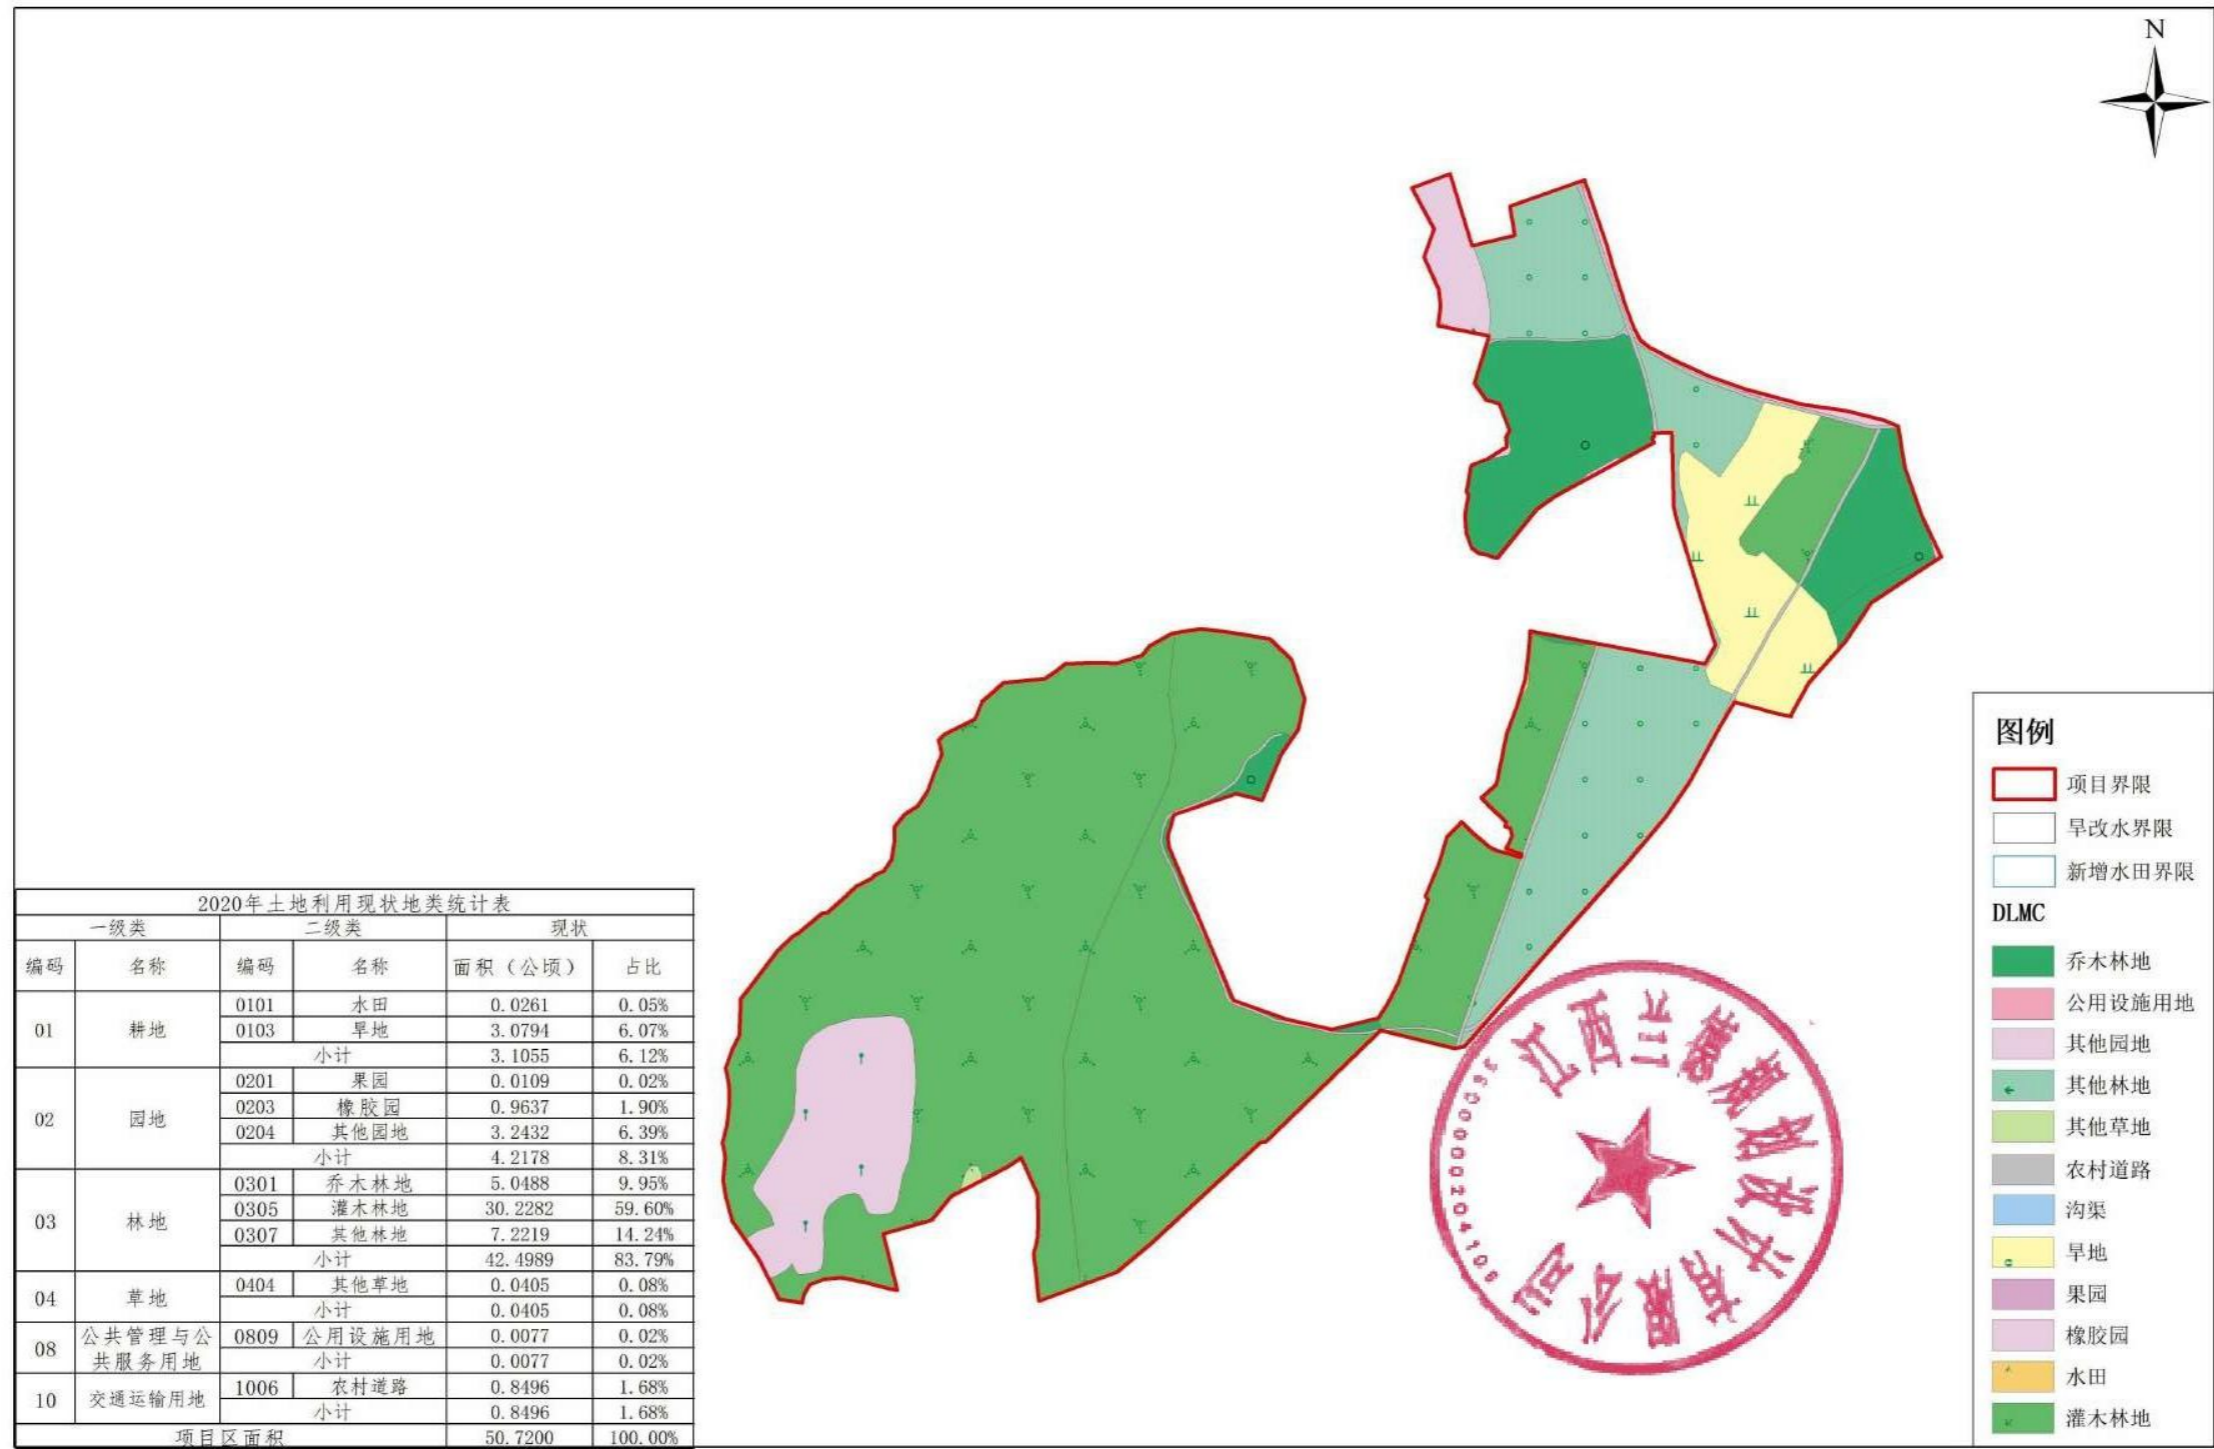 N
2020年土地利用现状地类统计表
一级类 二级类 现状
编码 名称 编码 名称 面积（公顷） 占比
01 耕地 0101 水田 0.0261 0.05%
0103 旱地 3.0794 6.07%
小计 3.1055 6.12%
02 园地 0201 果园 0.0109 0.02%
0203 橡胶园 0.9637 1.90%
0204 其他园地 3.2432 6.39%
小计 4.2178 8.31%
03 林地 0301 乔木林地 5.0488 9.95%
0305 灌木林地 30.2282 59.60%
0307 其他林地 7.2219 14.24%
小计 42.4989 83.79%
04 草地 0404 其他草地 0.0405 0.08%
小计 0.0405 0.08%
08 公共管理与公共服务用地 0809 公用设施用地 0.0077 0.02%
小计 0.0077 0.02%
10 交通运输用地 1006 农村道路 0.8496 1.68%
小计 0.8496 1.68%
项目区面积 50.7200 100.00%
图例
项目界限
旱改水界限
新增水田界限
DLMC
乔木林地
公用设施用地
其他园地
其他林地
其他草地
农村道路
沟渠
旱地
果园
橡胶园
水田
灌木林地
江西
有限公司